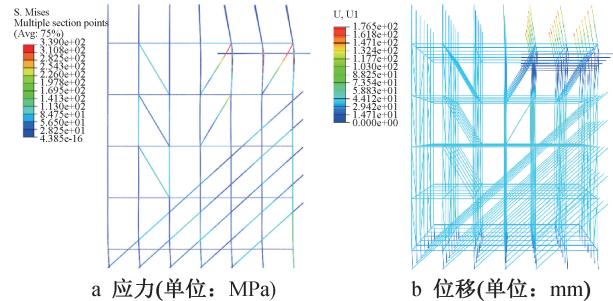 S. Mises
Multiple section points
(Avg: 75%)
3.390e+02
3.108e+02
2.825e+02
2.543e+02
2.260e+02
1.978e+02
1.695e+02
1.413e+02
1.130e+02
8.475e+01
5.650e+01
2.825e+01
4.385e-16
a 应力(单位：MPa)
U, U1
1.765e+02
1.618e+02
1.471e+02
1.324e+02
1.177e+02
1.030e+02
8.825e+01
7.354e+01
5.883e+01
4.412e+01
2.942e+01
1.471e+01
0.000e+00
b 位移(单位：mm)